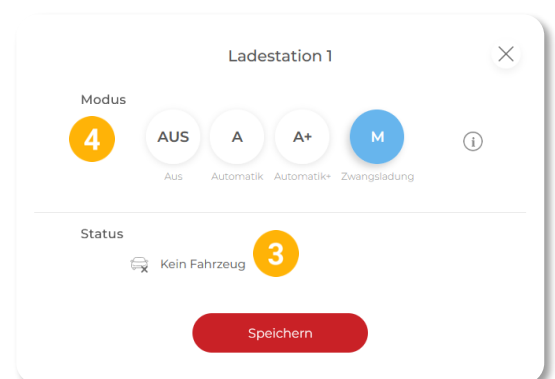 Ladestation 1
Modus
4
AUS A A+ M
i
Aus Automatik Automatik+ Zwangsladung
Status
Kein Fahrzeug
3
Speichern